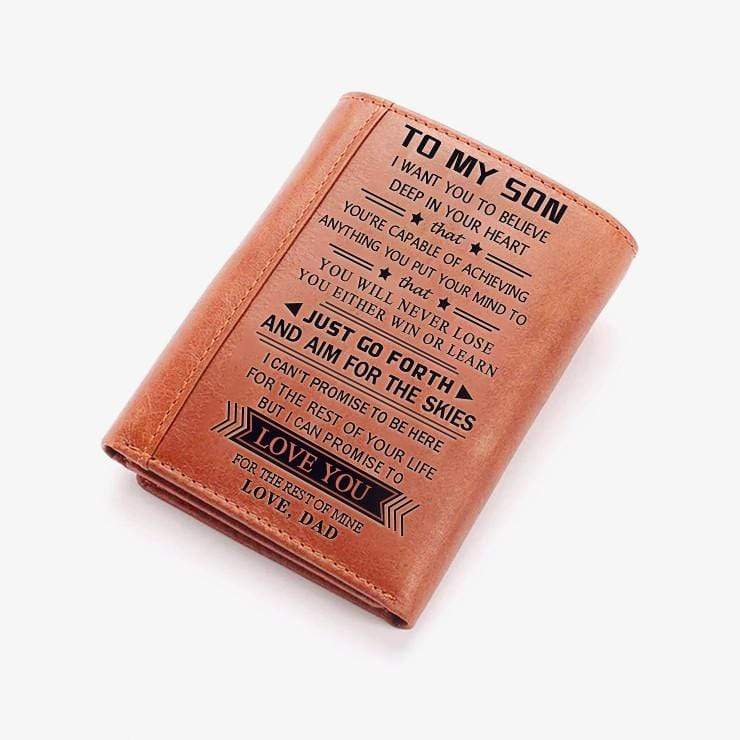 TO MY SON
I WANT YOU TO BELIEVE
DEEP IN YOUR HEART
that
YOU'RE CAPABLE OF ACHIEVING
ANYTHING YOU PUT YOUR MIND TO
that
YOU WILL NEVER LOSE
YOU EITHER WIN OR LEARN
JUST GO FORTH
AND AIM FOR THE SKIES
I CAN'T PROMISE TO BE HERE
FOR THE REST OF YOUR LIFE
BUT I CAN PROMISE TO
LOVE YOU
FOR THE REST OF MINE
LOVE, DAD